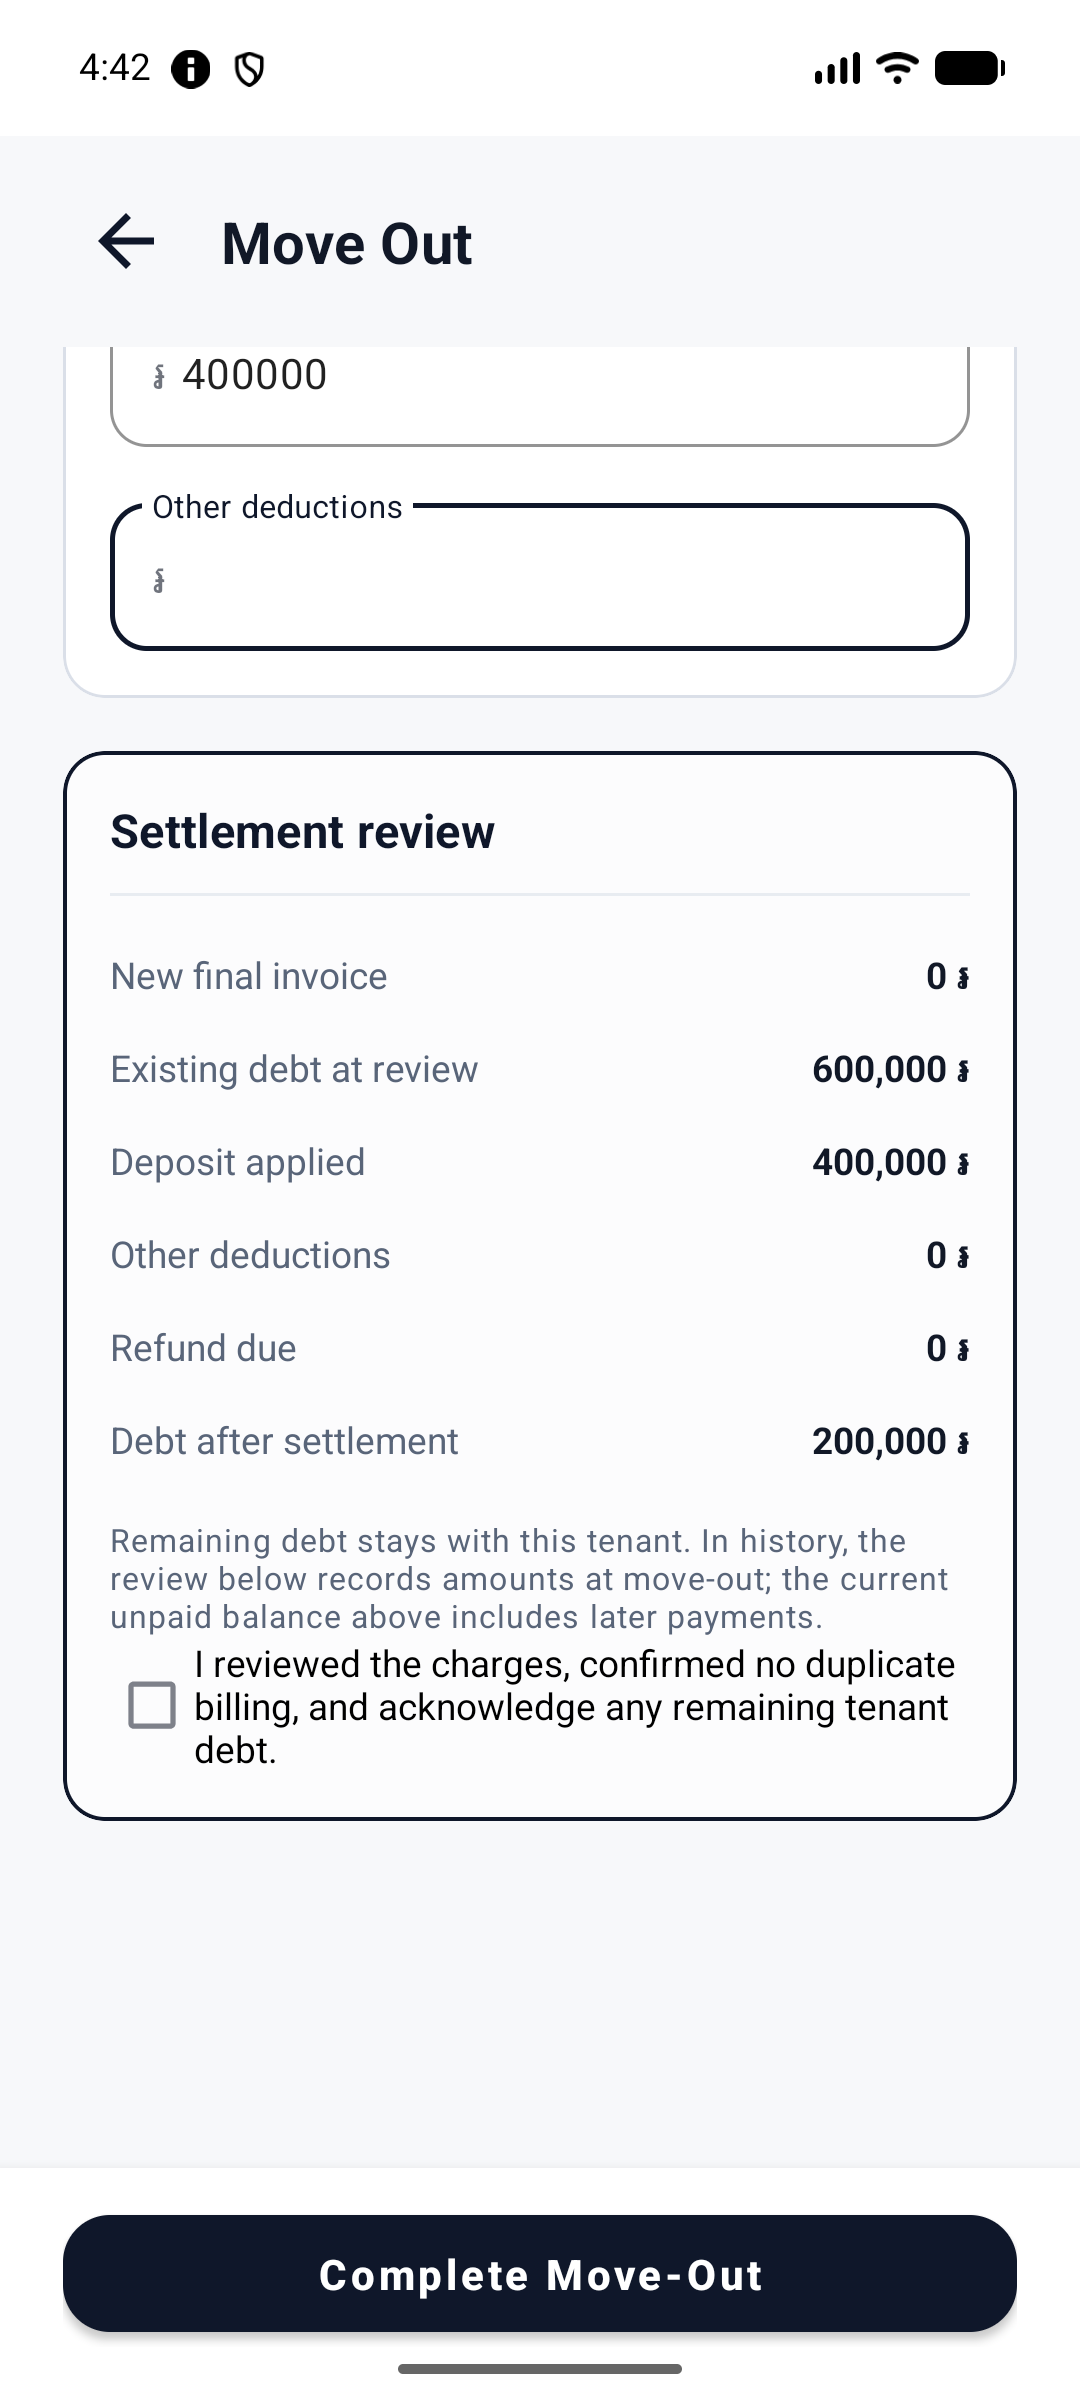 4:42
Move Out
៛ 400000
Other deductions
៛
Settlement review
New final invoice 0 ៛
Existing debt at review 600,000 ៛
Deposit applied 400,000 ៛
Other deductions 0 ៛
Refund due 0 ៛
Debt after settlement 200,000 ៛
Remaining debt stays with this tenant. In history, the
review below records amounts at move-out; the current
unpaid balance above includes later payments.
I reviewed the charges, confirmed no duplicate
billing, and acknowledge any remaining tenant
debt.
Complete Move-Out